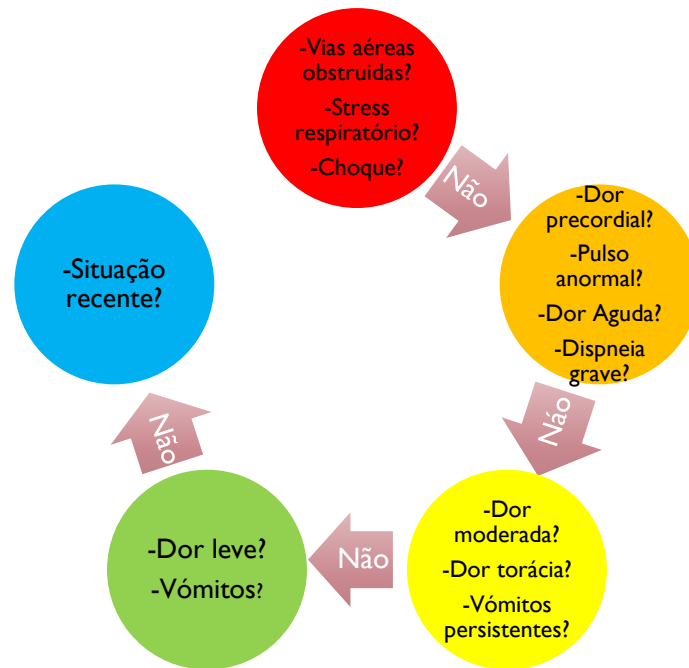 -Vias aéreas
obstruidas?
-Stress
respiratório?
-Choque?
Não
-Dor
precordial?
-Pulso
anormal?
-Dor Aguda?
-Dispneia
grave?
Náo
-Dor
moderada?
-Dor torácia?
-Vómitos
persistentes?
Não
-Dor leve?
-Vómitos?
Não
-Situação
recente?